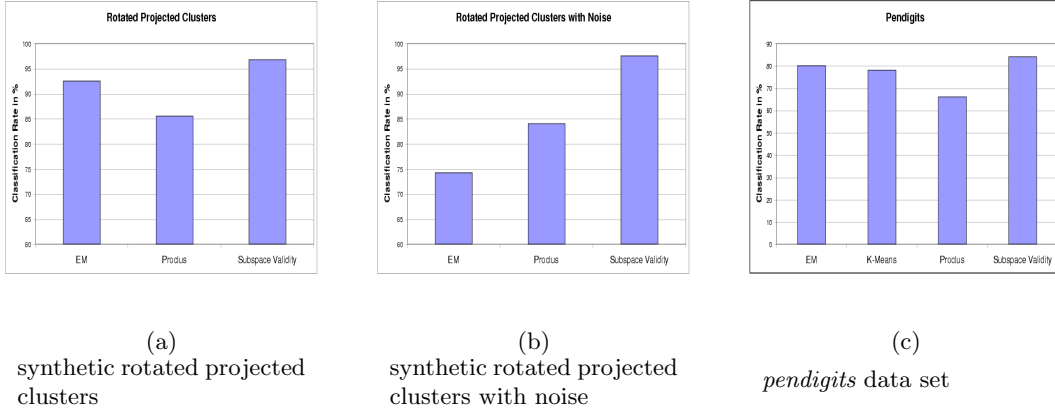 Rotated Projected Clusters
Classification Rate in %
100
95
90
85
80
75
70
65
60
EM
Proclus
Subspace Validity
(a)
synthetic rotated projected
clusters
Rotated Projected Clusters with Noise
Classification Rate in %
100
95
90
85
80
75
70
65
60
EM
Proclus
Subspace Validity
(b)
synthetic rotated projected
clusters with noise
Pendigits
Classification Rate in %
90
80
70
60
50
40
30
20
10
0
EM
K-Means
Proclus
Subspace Validity
(c)
pendigits data set